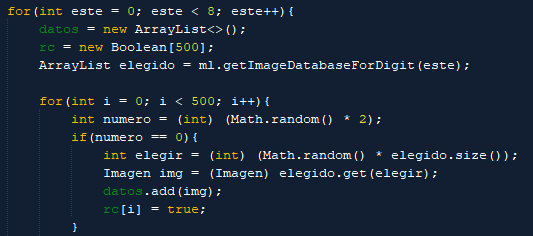 for(int este = 0; este < 8; este++){
    datos = new ArrayList<>();
    rc = new Boolean[500];
    ArrayList elegido = ml.getImageDatabaseForDigit(este);

    for(int i = 0; i < 500; i++){
        int numero = (int) (Math.random() * 2);
        if(numero == 0){
            int elegir = (int) (Math.random() * elegido.size());
            Imagen img = (Imagen) elegido.get(elegir);
            datos.add(img);
            rc[i] = true;
        }